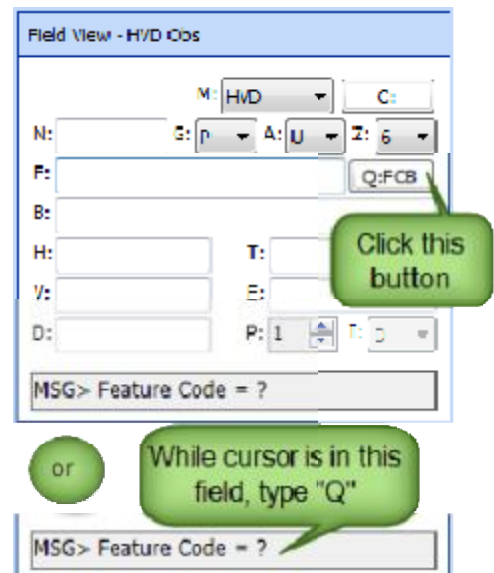 Field View - HVD Obs
M: HVD C:
N: G: P A: U Z: 6
F: Q:FCB
B:
Click this
button
H: T:
V: E:
D: P: 1 T: D
MSG> Feature Code = ?
or
While cursor is in this
field, type "Q"
MSG> Feature Code = ?